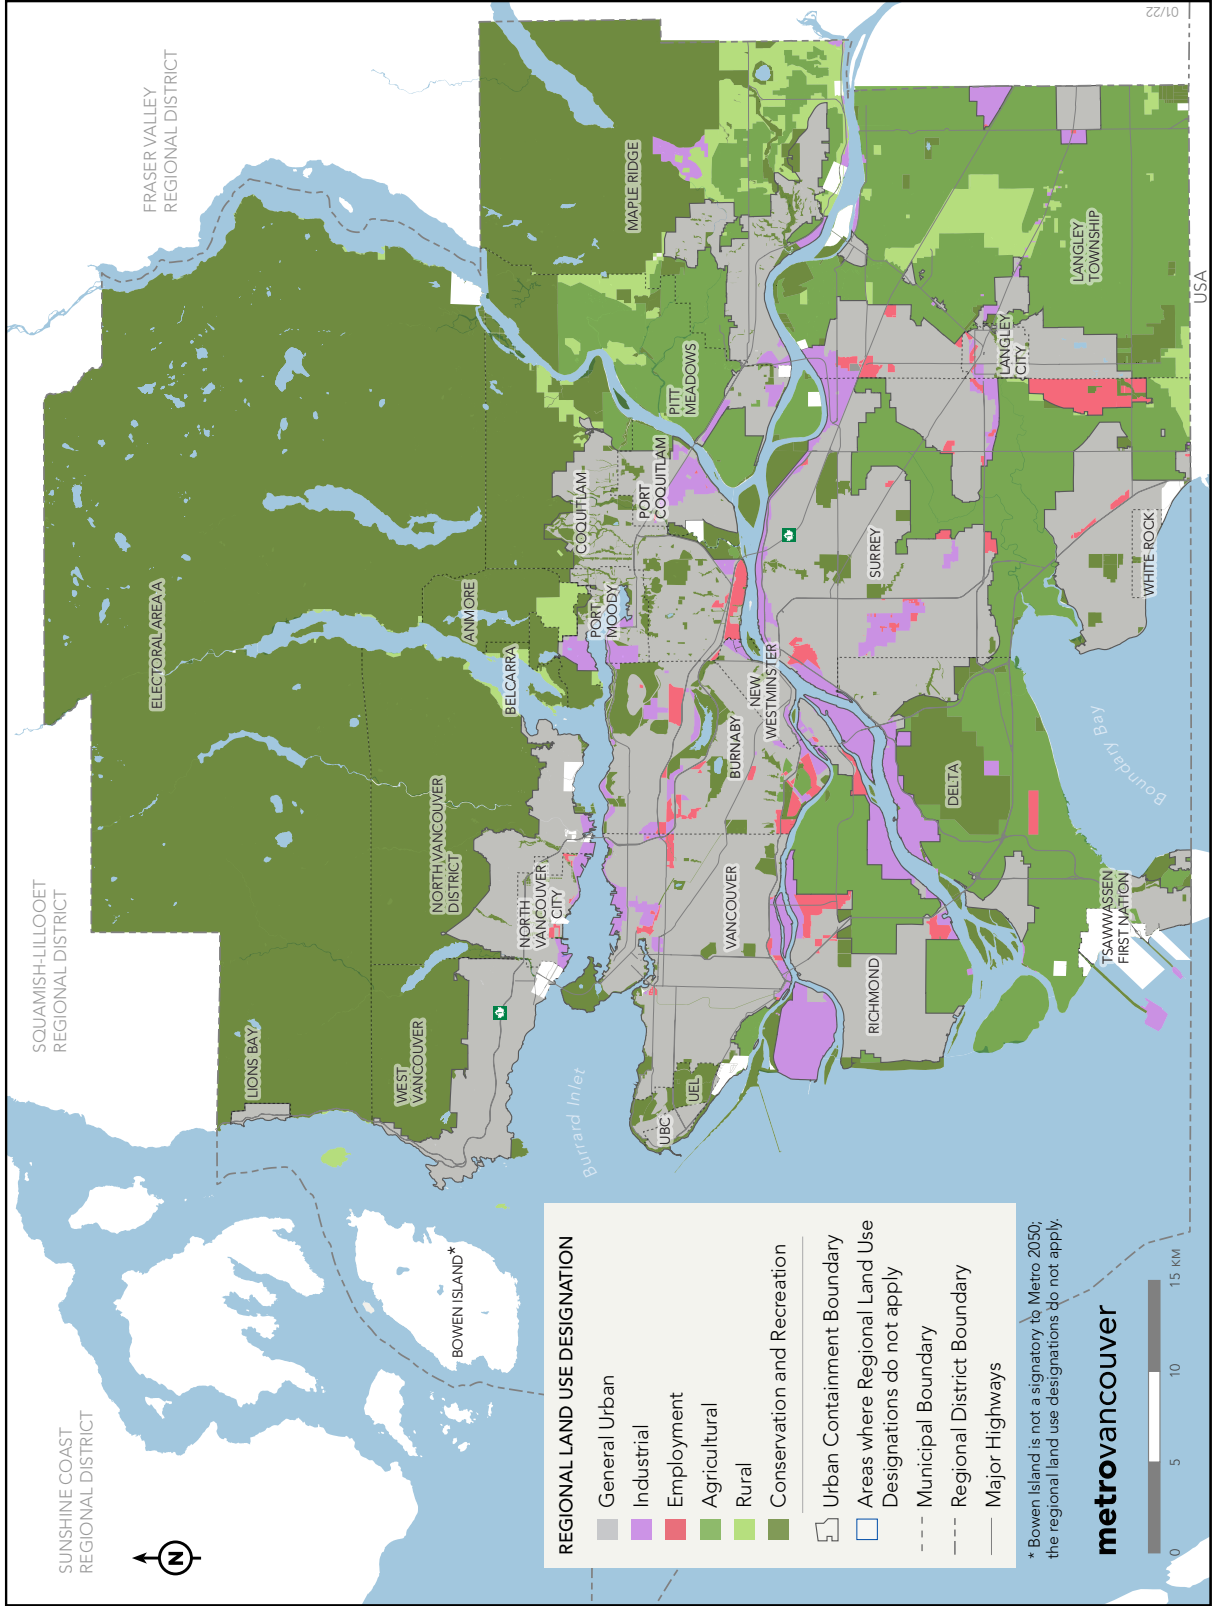 SUNSHINE COAST
REGIONAL DISTRICT
SQUAMISH-LILLOOET
REGIONAL DISTRICT
FRASER VALLEY
REGIONAL DISTRICT
N
ELECTORAL AREA A
LIONS BAY
WEST
VANCOUVER
NORTH VANCOUVER
DISTRICT
NORTH
VANCOUVER
CITY
BELCARRA
ANMORE
PORT
MOODY
COQUITLAM
PORT
COQUITLAM
PITT
MEADOWS
MAPLE RIDGE
BOWEN ISLAND*
Burrard Inlet
UBC
UEL
VANCOUVER
BURNABY
NEW
WESTMINSTER
RICHMOND
DELTA
SURREY
LANGLEY
CITY
LANGLEY
TOWNSHIP
WHITE ROCK
TSAWWASSEN
FIRST NATION
Boundary Bay
USA
REGIONAL LAND USE DESIGNATION
General Urban
Industrial
Employment
Agricultural
Rural
Conservation and Recreation
Urban Containment Boundary
Areas where Regional Land Use
Designations do not apply
Municipal Boundary
Regional District Boundary
Major Highways
* Bowen Island is not a signatory to Metro 2050;
the regional land use designations do not apply.
metrovancouver
0 5 10 15 KM
01/22